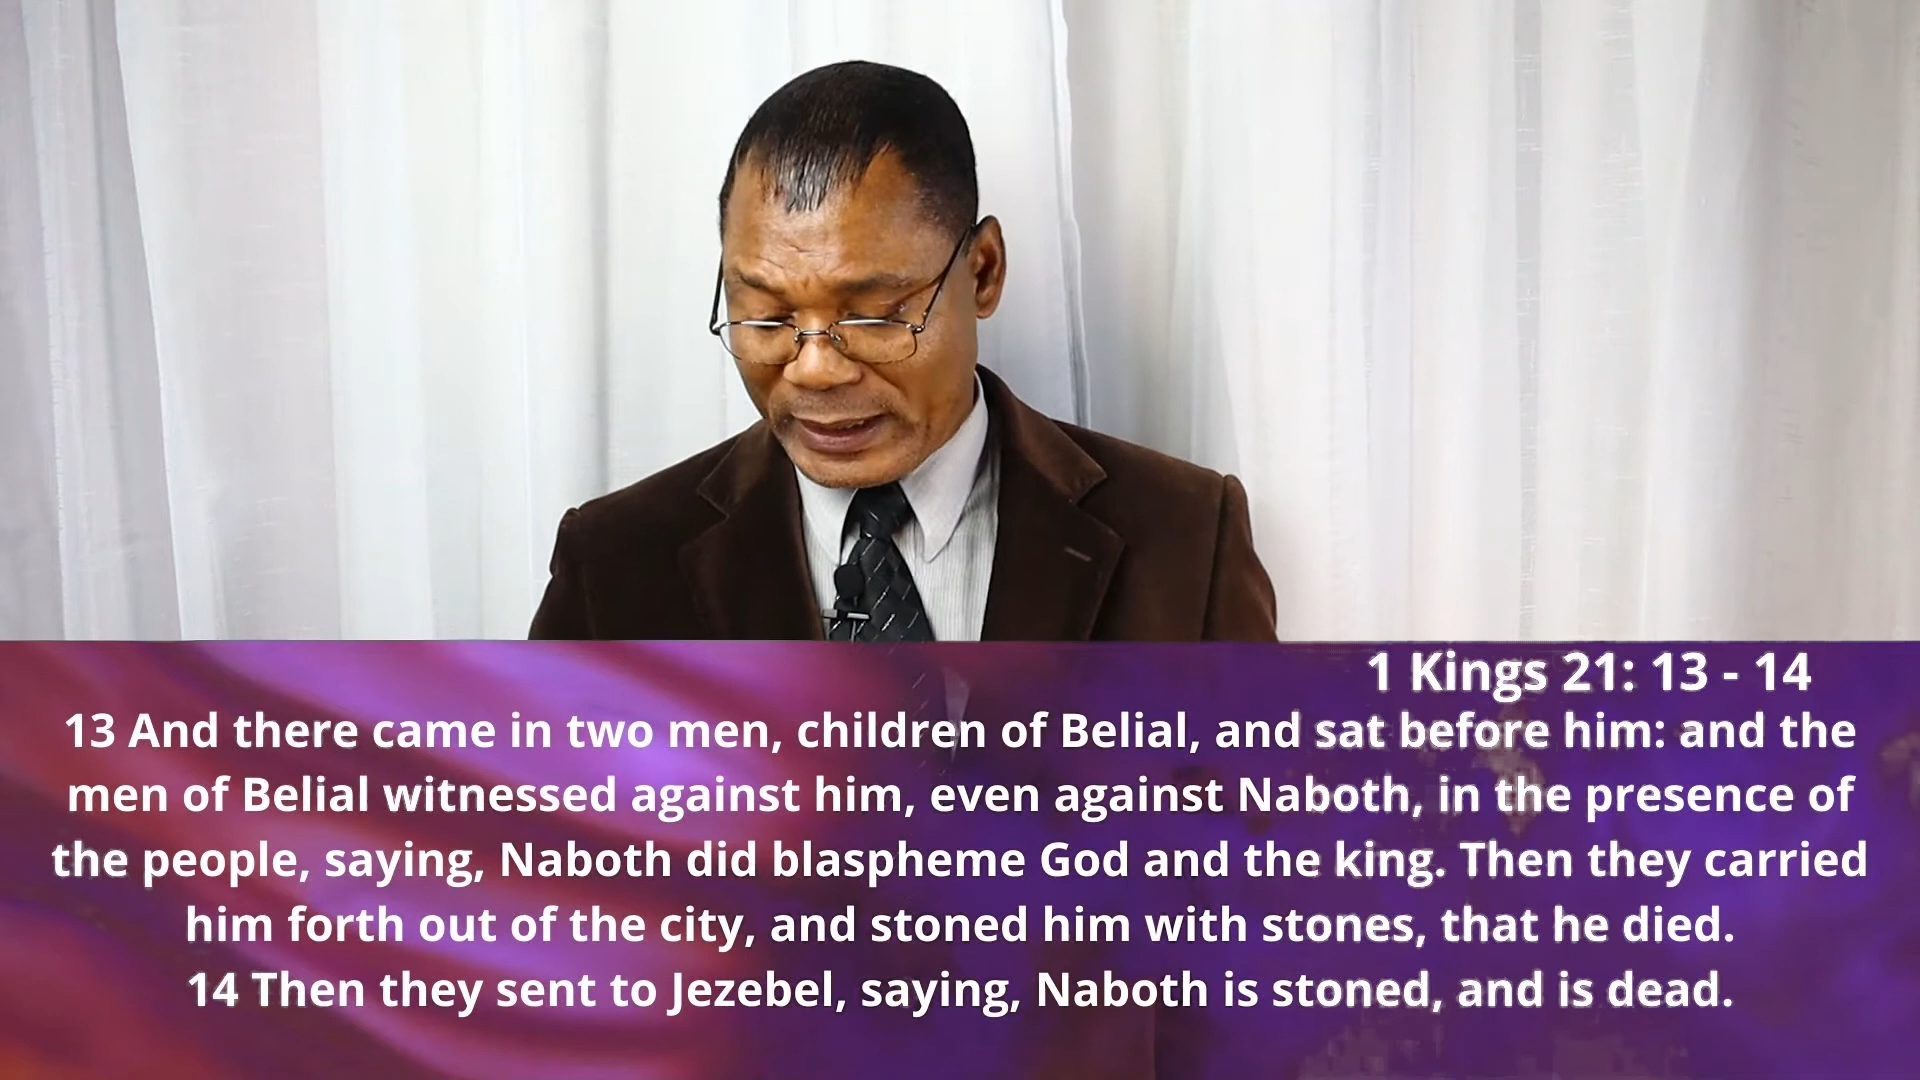 1 Kings 21: 13 - 14
13 And there came in two men, children of Belial, and sat before him: and the
men of Belial witnessed against him, even against Naboth, in the presence of
the people, saying, Naboth did blaspheme God and the king. Then they carried
him forth out of the city, and stoned him with stones, that he died.
14 Then they sent to Jezebel, saying, Naboth is stoned, and is dead.